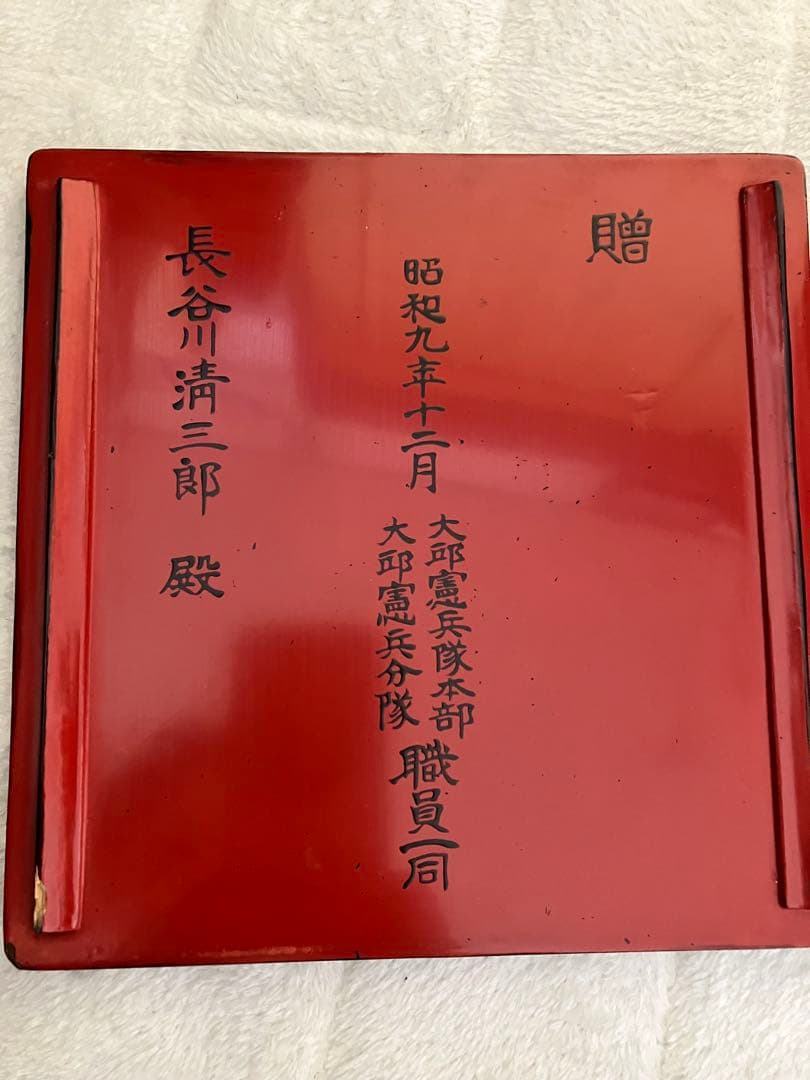 贈
昭和九年十二月
大邱憲兵隊本部
大邱憲兵分隊
職員一同
長谷川清三郎 殿